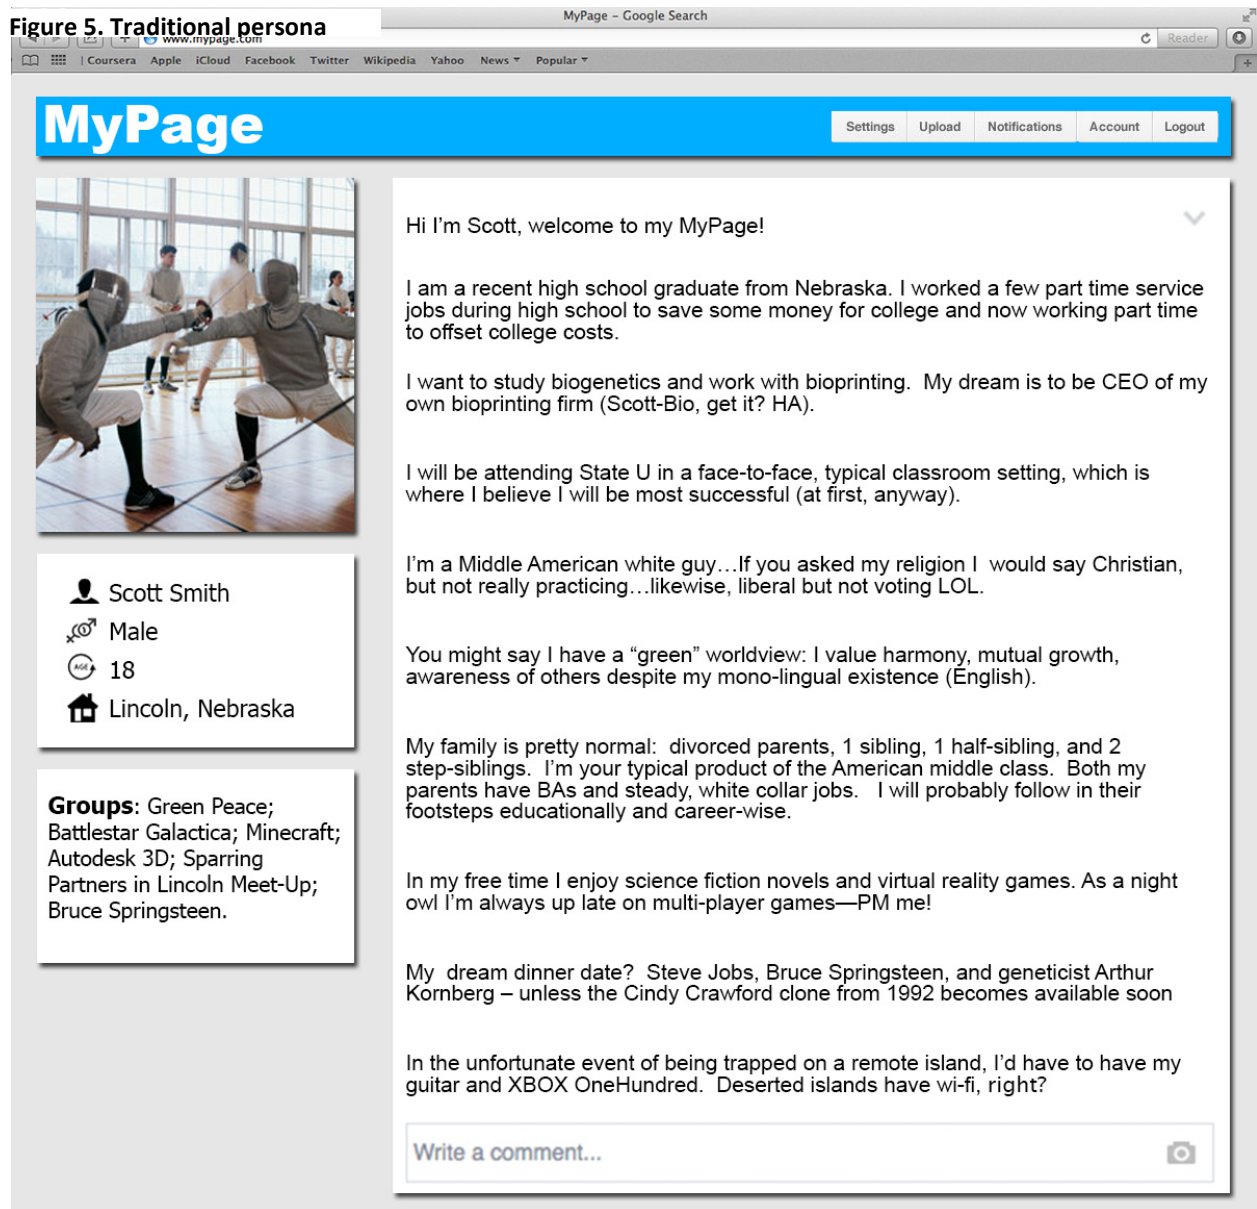 MyPage – Google Search
Figure 5. Traditional persona
www.mypage.com
Reader
Coursera Apple iCloud Facebook Twitter Wikipedia Yahoo News Popular
MyPage
Settings Upload Notifications Account Logout
Scott Smith
Male
AGE 18
Lincoln, Nebraska
Groups: Green Peace;
Battlestar Galactica; Minecraft;
Autodesk 3D; Sparring
Partners in Lincoln Meet-Up;
Bruce Springsteen.
Hi I'm Scott, welcome to my MyPage!
I am a recent high school graduate from Nebraska. I worked a few part time service
jobs during high school to save some money for college and now working part time
to offset college costs.
I want to study biogenetics and work with bioprinting.  My dream is to be CEO of my
own bioprinting firm (Scott-Bio, get it? HA).
I will be attending State U in a face-to-face, typical classroom setting, which is
where I believe I will be most successful (at first, anyway).
I'm a Middle American white guy…If you asked my religion I  would say Christian,
but not really practicing…likewise, liberal but not voting LOL.
You might say I have a “green” worldview: I value harmony, mutual growth,
awareness of others despite my mono-lingual existence (English).
My family is pretty normal:  divorced parents, 1 sibling, 1 half-sibling, and 2
step-siblings.  I'm your typical product of the American middle class.  Both my
parents have BAs and steady, white collar jobs.   I will probably follow in their
footsteps educationally and career-wise.
In my free time I enjoy science fiction novels and virtual reality games. As a night
owl I'm always up late on multi-player games—PM me!
My  dream dinner date?  Steve Jobs, Bruce Springsteen, and geneticist Arthur
Kornberg – unless the Cindy Crawford clone from 1992 becomes available soon
In the unfortunate event of being trapped on a remote island, I'd have to have my
guitar and XBOX OneHundred.  Deserted islands have wi-fi, right?
Write a comment...